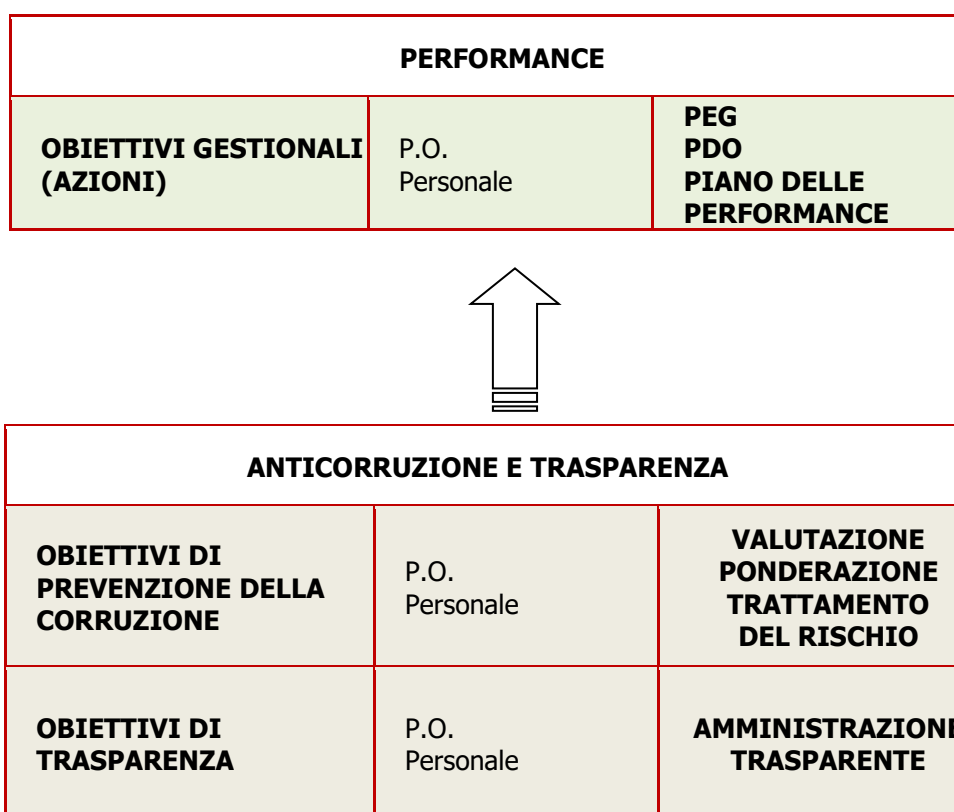 PERFORMANCE
OBIETTIVI GESTIONALI
(AZIONI)
P.O.
Personale
PEG
PDO
PIANO DELLE
PERFORMANCE
ANTICORRUZIONE E TRASPARENZA
OBIETTIVI DI
PREVENZIONE DELLA
CORRUZIONE
P.O.
Personale
VALUTAZIONE
PONDERAZIONE
TRATTAMENTO
DEL RISCHIO
OBIETTIVI DI
TRASPARENZA
P.O.
Personale
AMMINISTRAZIONE
TRASPARENTE